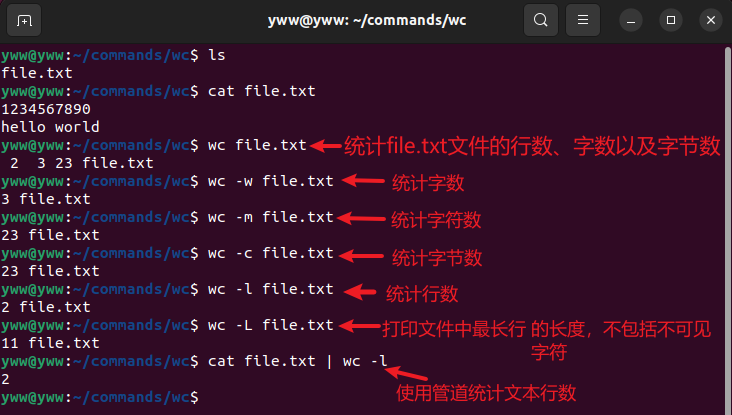 yww@yww: ~/commands/wc
yww@yww:~/commands/wc$ ls
file.txt
yww@yww:~/commands/wc$ cat file.txt
1234567890
hello world
yww@yww:~/commands/wc$ wc file.txt 统计file.txt文件的行数、字数以及字节数
 2  3 23 file.txt
yww@yww:~/commands/wc$ wc -w file.txt 统计字数
3 file.txt
yww@yww:~/commands/wc$ wc -m file.txt 统计字符数
23 file.txt
yww@yww:~/commands/wc$ wc -c file.txt 统计字节数
23 file.txt
yww@yww:~/commands/wc$ wc -l file.txt 统计行数
2 file.txt
yww@yww:~/commands/wc$ wc -L file.txt 打印文件中最长行 的长度，不包括不可见
11 file.txt 字符
yww@yww:~/commands/wc$ cat file.txt | wc -l
2 使用管道统计文本行数
yww@yww:~/commands/wc$